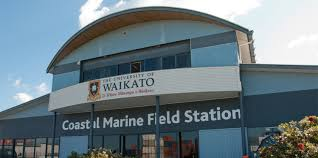 THE UNIVERSITY OF
WAIKATO
Te Whare Wānanga o Waikato
Coastal Marine Field Station